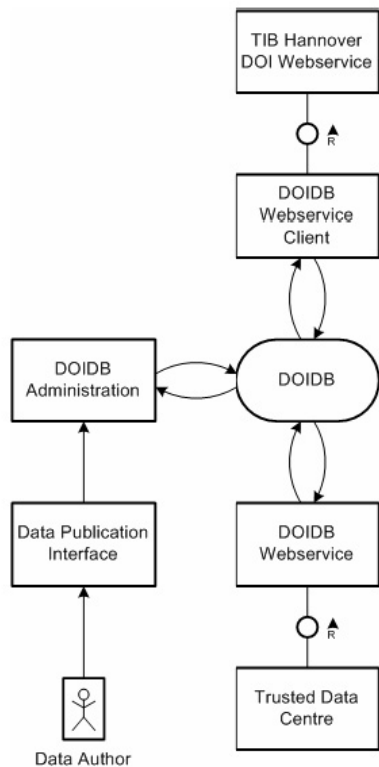 TIB Hannover
DOI Webservice
R
DOIDB
Webservice
Client
DOIDB
Administration
DOIDB
Data Publication
Interface
DOIDB
Webservice
R
Trusted Data
Centre
Data Author